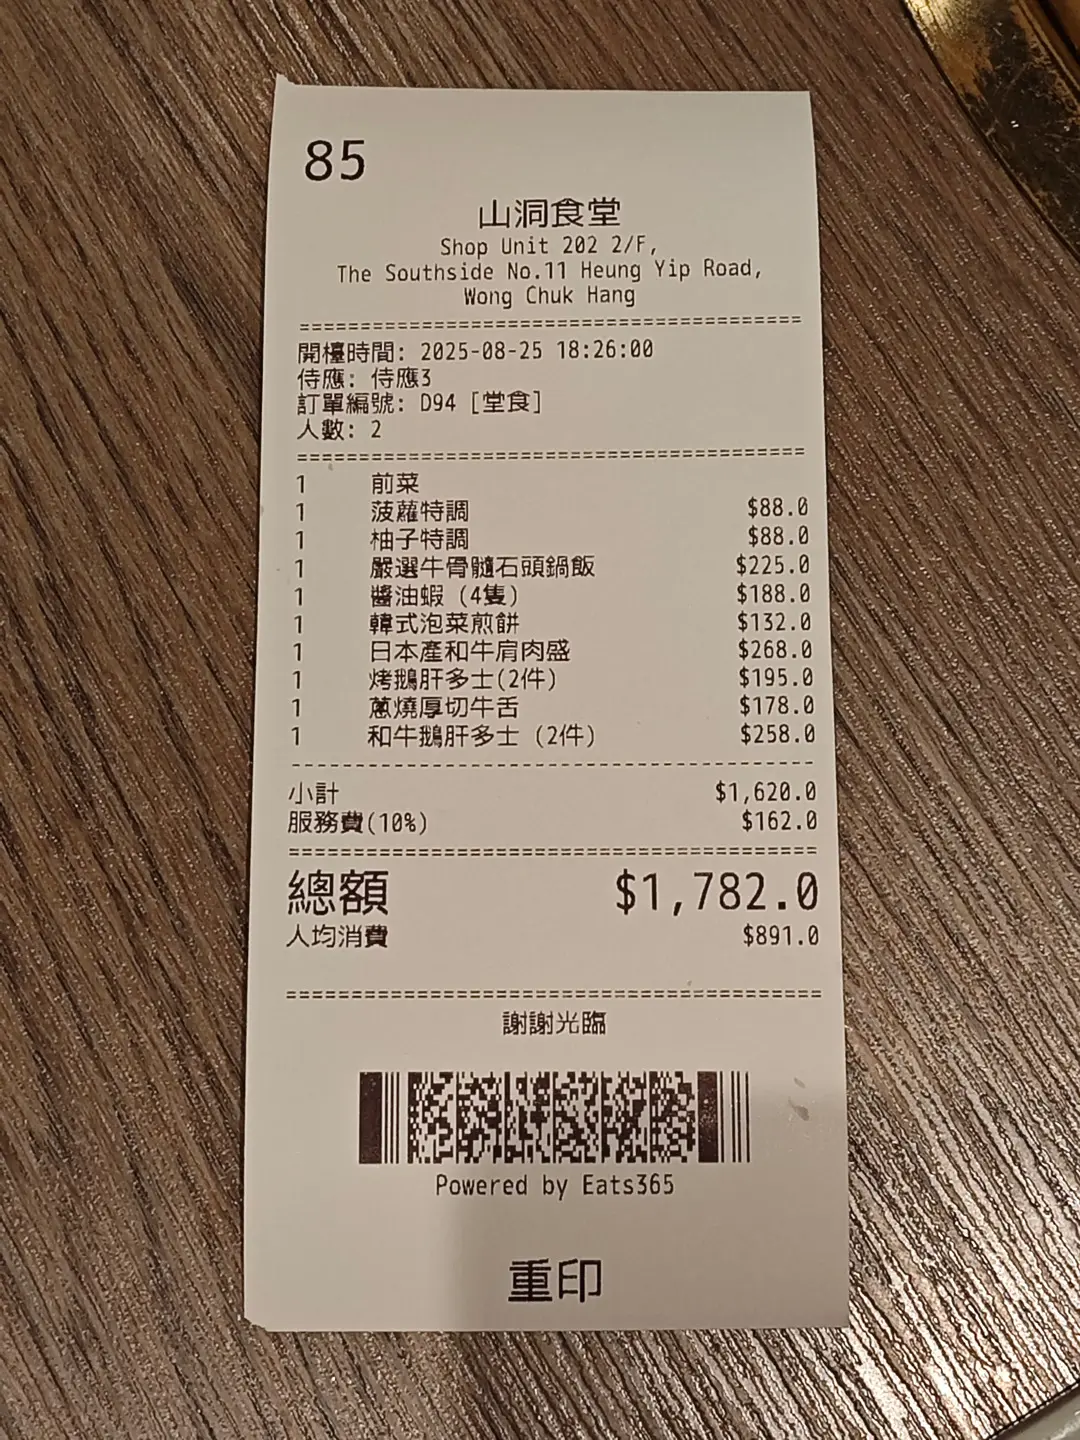 85
山洞食堂
Shop Unit 202 2/F,
The Southside No.11 Heung Yip Road,
Wong Chuk Hang
開檯時間: 2025-08-25 18:26:00
侍應: 侍應3
訂單編號: D94 [堂食]
人數: 2
1 前菜
1 菠蘿特調 $88.0
1 柚子特調 $88.0
1 嚴選牛骨髓石頭鍋飯 $225.0
1 醬油蝦 (4隻) $188.0
1 韓式泡菜煎餅 $132.0
1 日本產和牛肩肉盛 $268.0
1 烤鵝肝多士(2件) $195.0
1 蔥燒厚切牛舌 $178.0
1 和牛鵝肝多士 (2件) $258.0
小計 $1,620.0
服務費(10%) $162.0
總額 $1,782.0
人均消費 $891.0
謝謝光臨
Powered by Eats365
重印